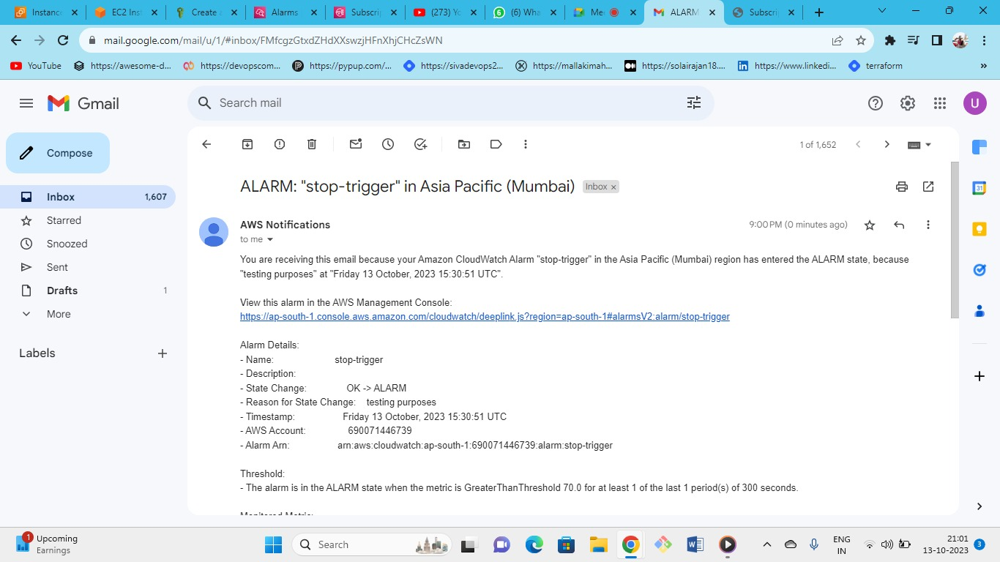 Instance
EC2 Inst
Create a
Alarms
Subscrip
(273) Yo
(6) Wha
Mee
ALARM
Subscri
mail.google.com/mail/u/1/#inbox/FMfcgzGtxdZHdXXswzjHFnXhjCHcZsWN
YouTube
https://awesome-d...
https://devopscom...
https://pypup.com/...
https://sivadevops2...
https://mallakimah...
https://solairajan18....
https://www.linkedi...
terraform
»
Gmail
Search mail
U
Compose
1 of 1,652
Inbox 1,607
Starred
Snoozed
Sent
Drafts 1
More
Labels
ALARM: "stop-trigger" in Asia Pacific (Mumbai) Inbox x
AWS Notifications 9:00 PM (0 minutes ago)
to me
You are receiving this email because your Amazon CloudWatch Alarm "stop-trigger" in the Asia Pacific (Mumbai) region has entered the ALARM state, because
"testing purposes" at "Friday 13 October, 2023 15:30:51 UTC".
View this alarm in the AWS Management Console:
https://ap-south-1.console.aws.amazon.com/cloudwatch/deeplink.js?region=ap-south-1#alarmsV2:alarm/stop-trigger
Alarm Details:
- Name: stop-trigger
- Description:
- State Change: OK -> ALARM
- Reason for State Change: testing purposes
- Timestamp: Friday 13 October, 2023 15:30:51 UTC
- AWS Account: 690071446739
- Alarm Arn: arn:aws:cloudwatch:ap-south-1:690071446739:alarm:stop-trigger
Threshold:
- The alarm is in the ALARM state when the metric is GreaterThanThreshold 70.0 for at least 1 of the last 1 period(s) of 300 seconds.
Monitored Metric:
31
1
Upcoming
Earnings
Search
ENG
IN
21:01
13-10-2023
3